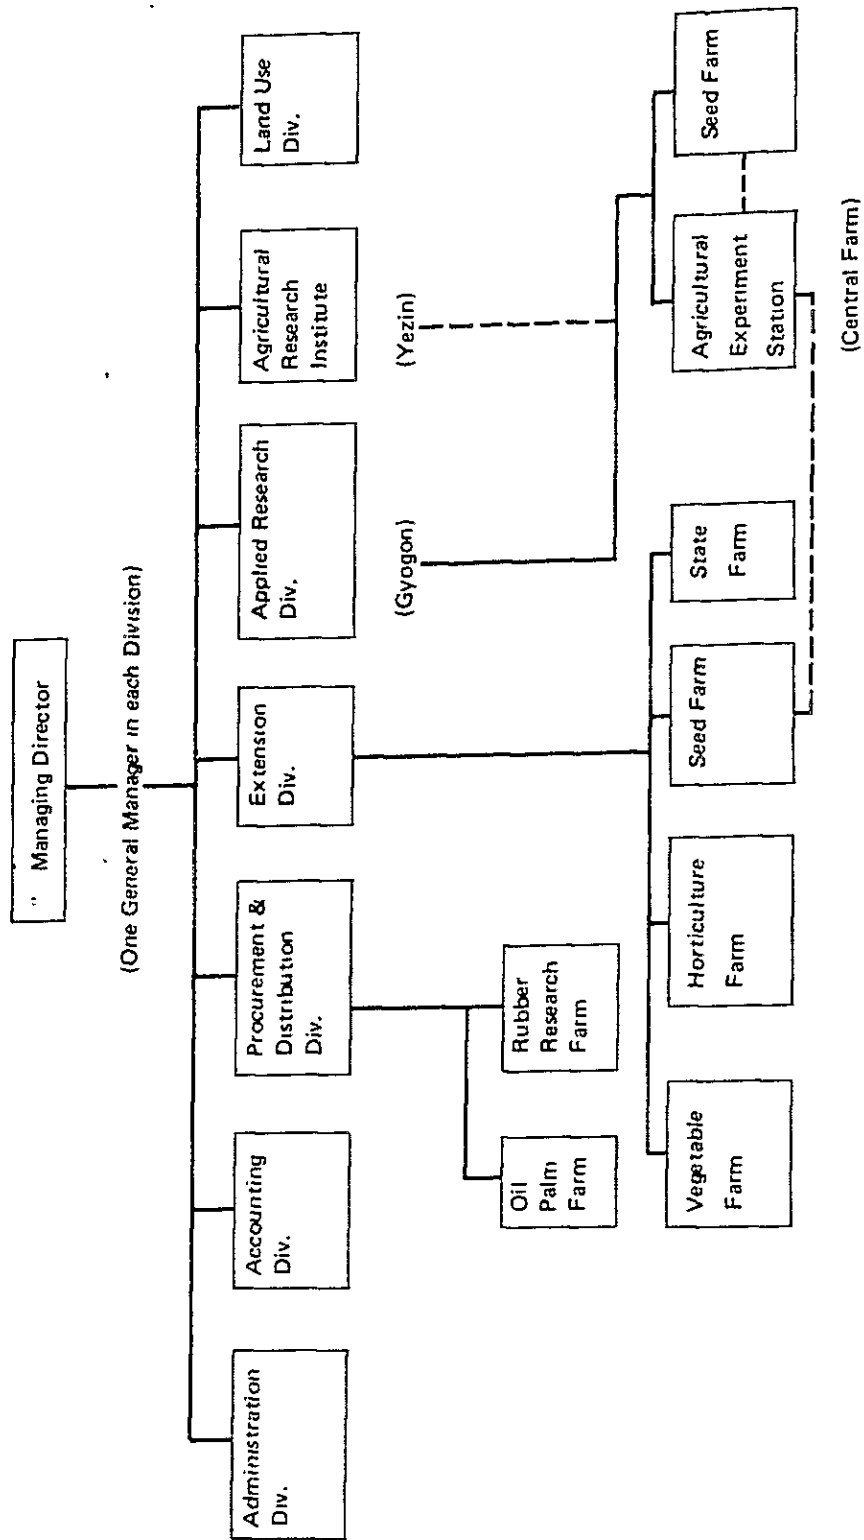 Managing Director
(One General Manager in each Division)
Administration
Div.
Accounting
Div.
Procurement &
Distribution
Div.
Extension
Div.
Applied Research
Div.
Agricultural
Research
Institute
Land Use
Div.
(Gyogon)
(Yezin)
Oil
Palm
Farm
Rubber
Research
Farm
Vegetable
Farm
Horticulture
Farm
Seed Farm
State
Farm
Agricultural
Experiment
Station
Seed Farm
(Central Farm)